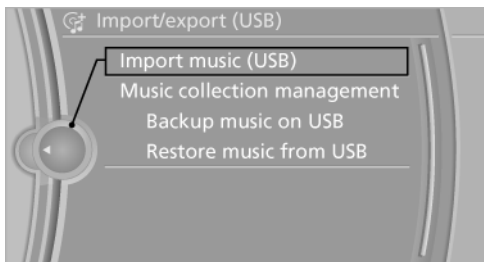 Import/export (USB)
Import music (USB)
Music collection management
Backup music on USB
Restore music from USB